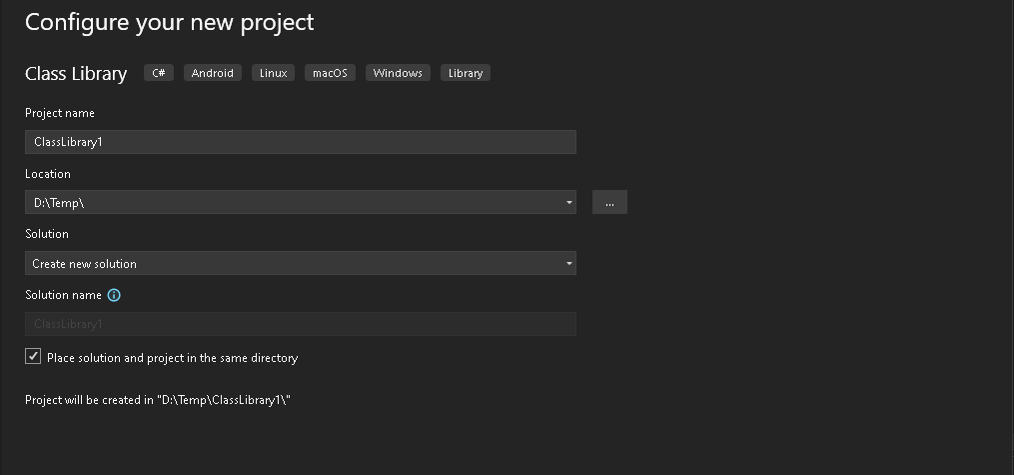 Configure your new project
Class Library C# Android Linux macOS Windows Library
Project name
ClassLibrary1
Location
D:\Temp\
...
Solution
Create new solution
Solution name
ClassLibrary1
Place solution and project in the same directory
Project will be created in "D:\Temp\ClassLibrary1\"